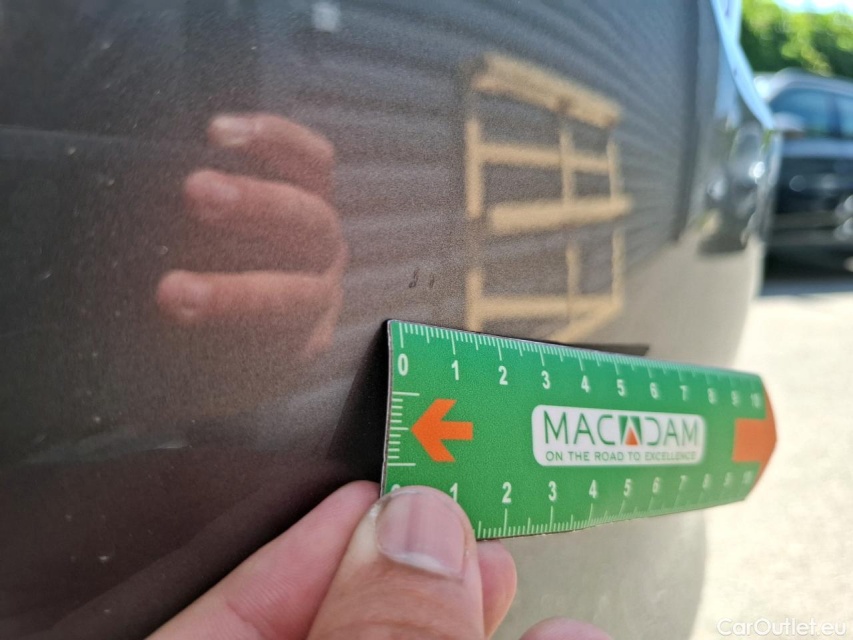 0 1 2 3 4 5 6 7 8 9 10
MACADAM
ON THE ROAD TO EXCELLENCE
1 2 3 4 5 6 7 8 9 10
CarOutlet.eu